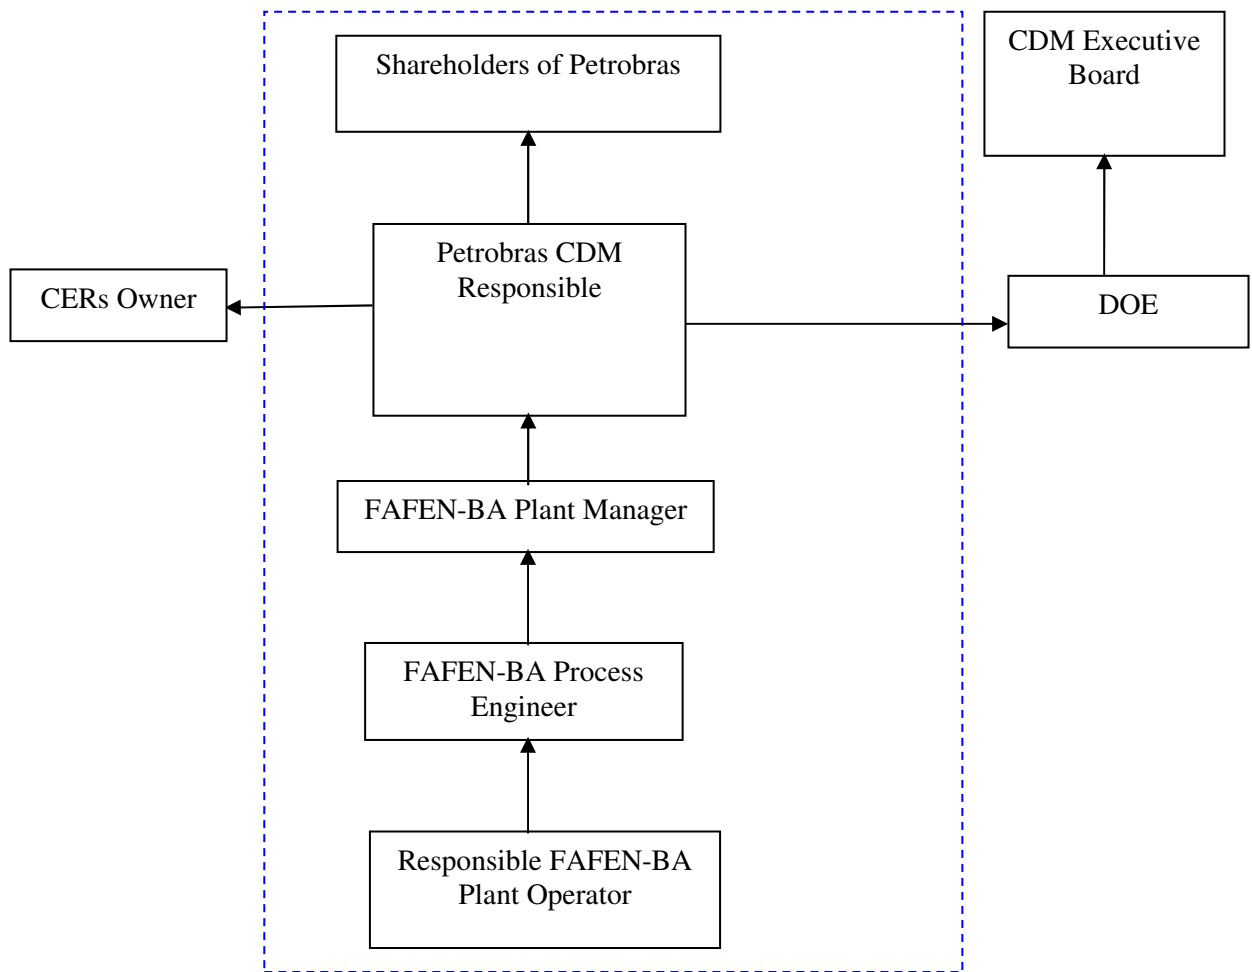 Shareholders of Petrobras
CDM Executive
Board
Petrobras CDM
Responsible
CERs Owner
DOE
FAFEN-BA Plant Manager
FAFEN-BA Process
Engineer
Responsible FAFEN-BA
Plant Operator